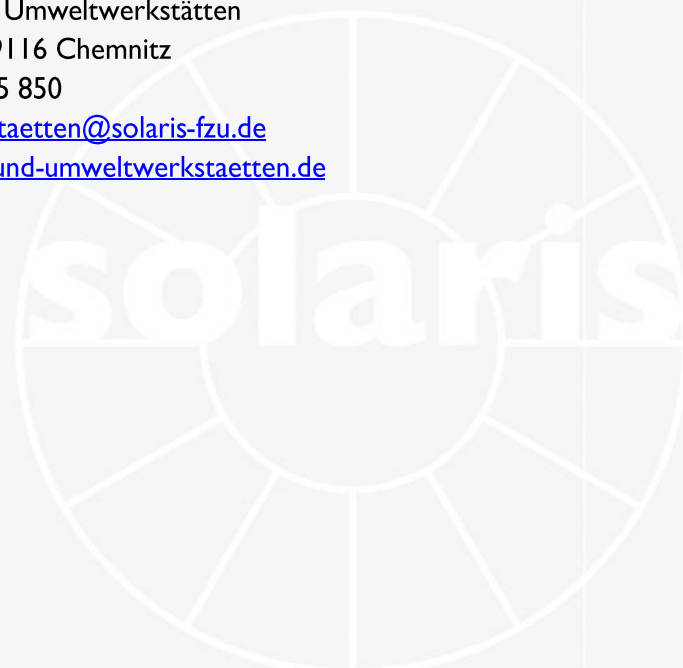 Umweltwerkstätten
9116 Chemnitz
5 850
taetten@solaris-fzu.de
und-umweltwerkstaetten.de
solaris